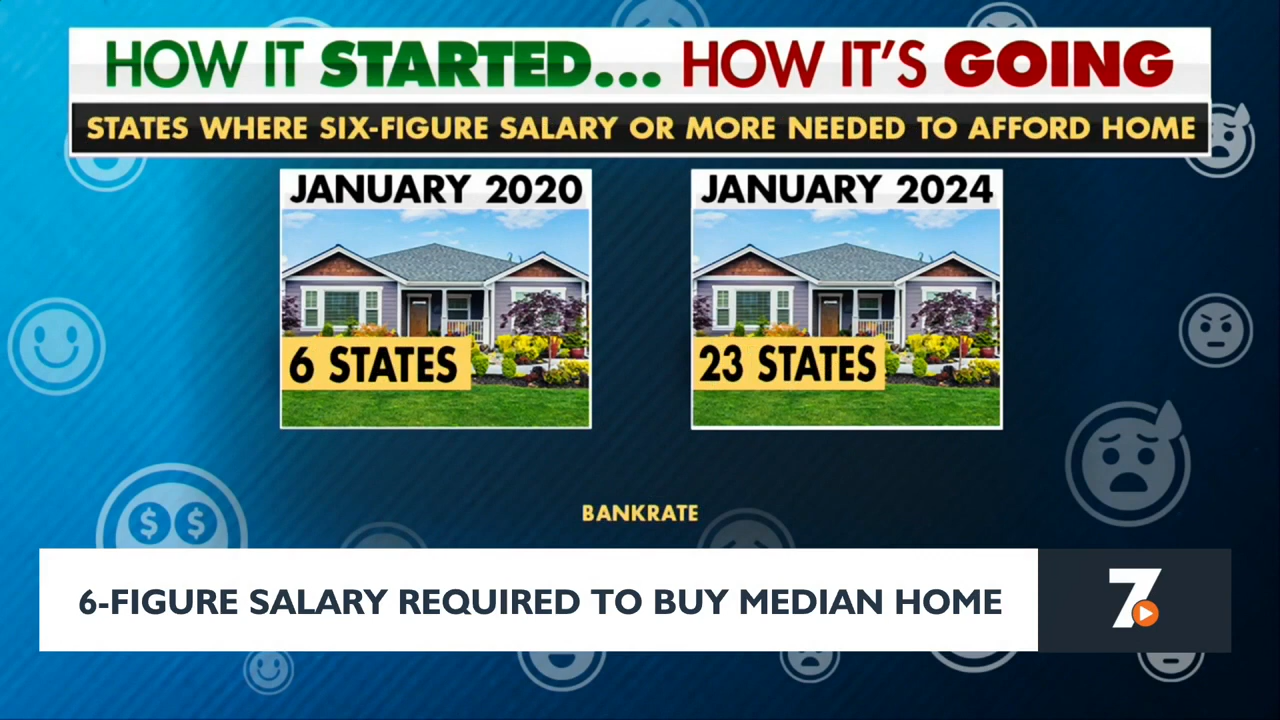 HOW IT STARTED... HOW IT'S GOING
STATES WHERE SIX-FIGURE SALARY OR MORE NEEDED TO AFFORD HOME
JANUARY 2020
6 STATES
JANUARY 2024
23 STATES
BANKRATE
6-FIGURE SALARY REQUIRED TO BUY MEDIAN HOME
7
$ $